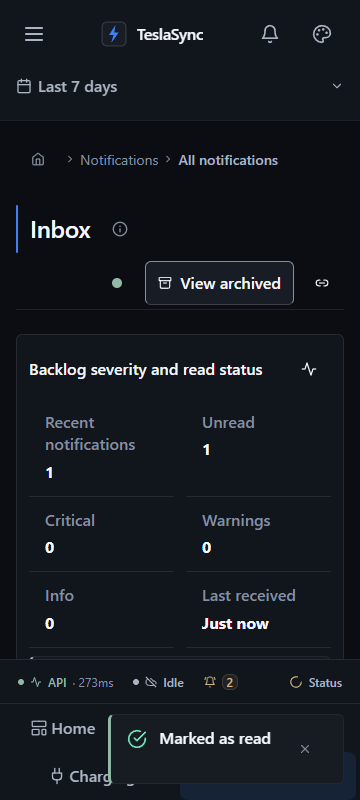 TeslaSync
Last 7 days
Notifications All notifications
Inbox
View archived
Backlog severity and read status
Recent notifications
1
Unread
1
Critical
0
Warnings
0
Info
0
Last received
Just now
API · 273ms Idle 2 Status
Home
Marked as read